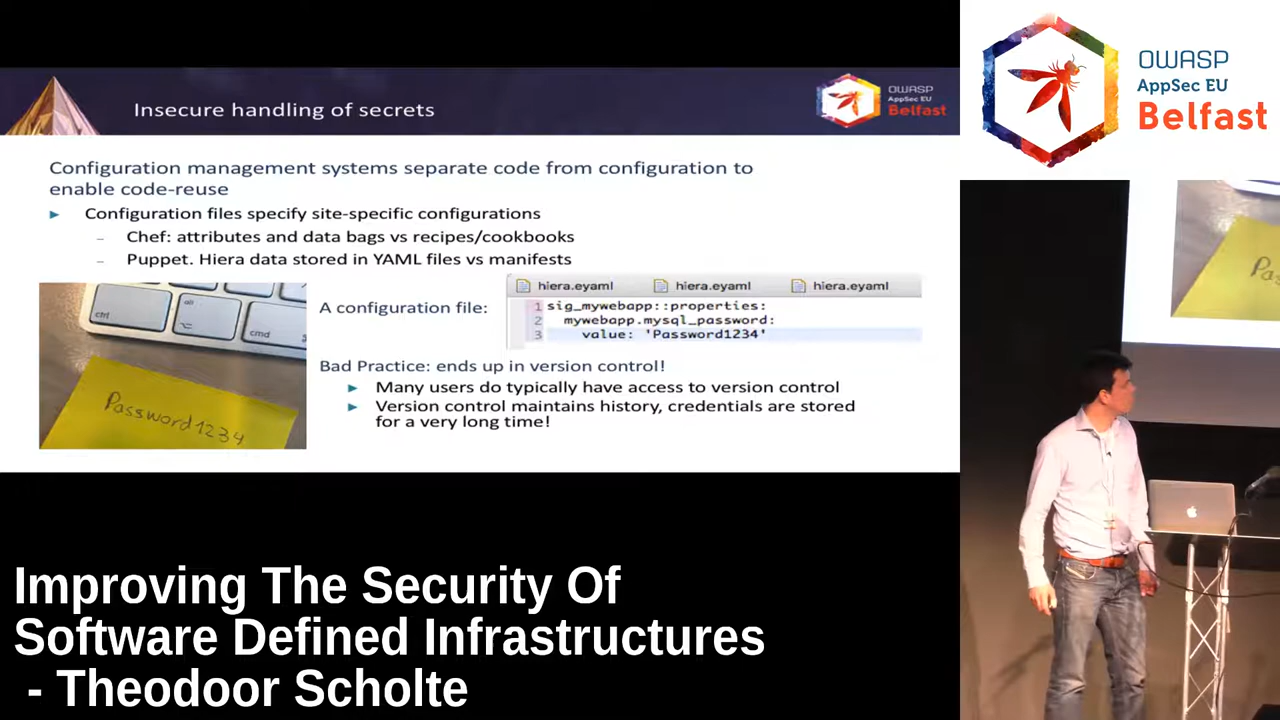 Insecure handling of secrets
OWASP
AppSec EU
Belfast
Configuration management systems separate code from configuration to
enable code-reuse
Configuration files specify site-specific configurations
Chef: attributes and data bags vs recipes/cookbooks
Puppet. Hiera data stored in YAML files vs manifests
ctrl
alt
cmd
Password1234
A configuration file:
hiera.eyaml hiera.eyaml hiera.eyaml
1 sig_mywebapp::properties:
2 mywebapp.mysql_password:
3 value: 'Password1234'
Bad Practice: ends up in version control!
Many users do typically have access to version control
Version control maintains history, credentials are stored
for a very long time!
OWASP
AppSec EU
Belfast
Pas
Improving The Security Of
Software Defined Infrastructures
- Theodoor Scholte